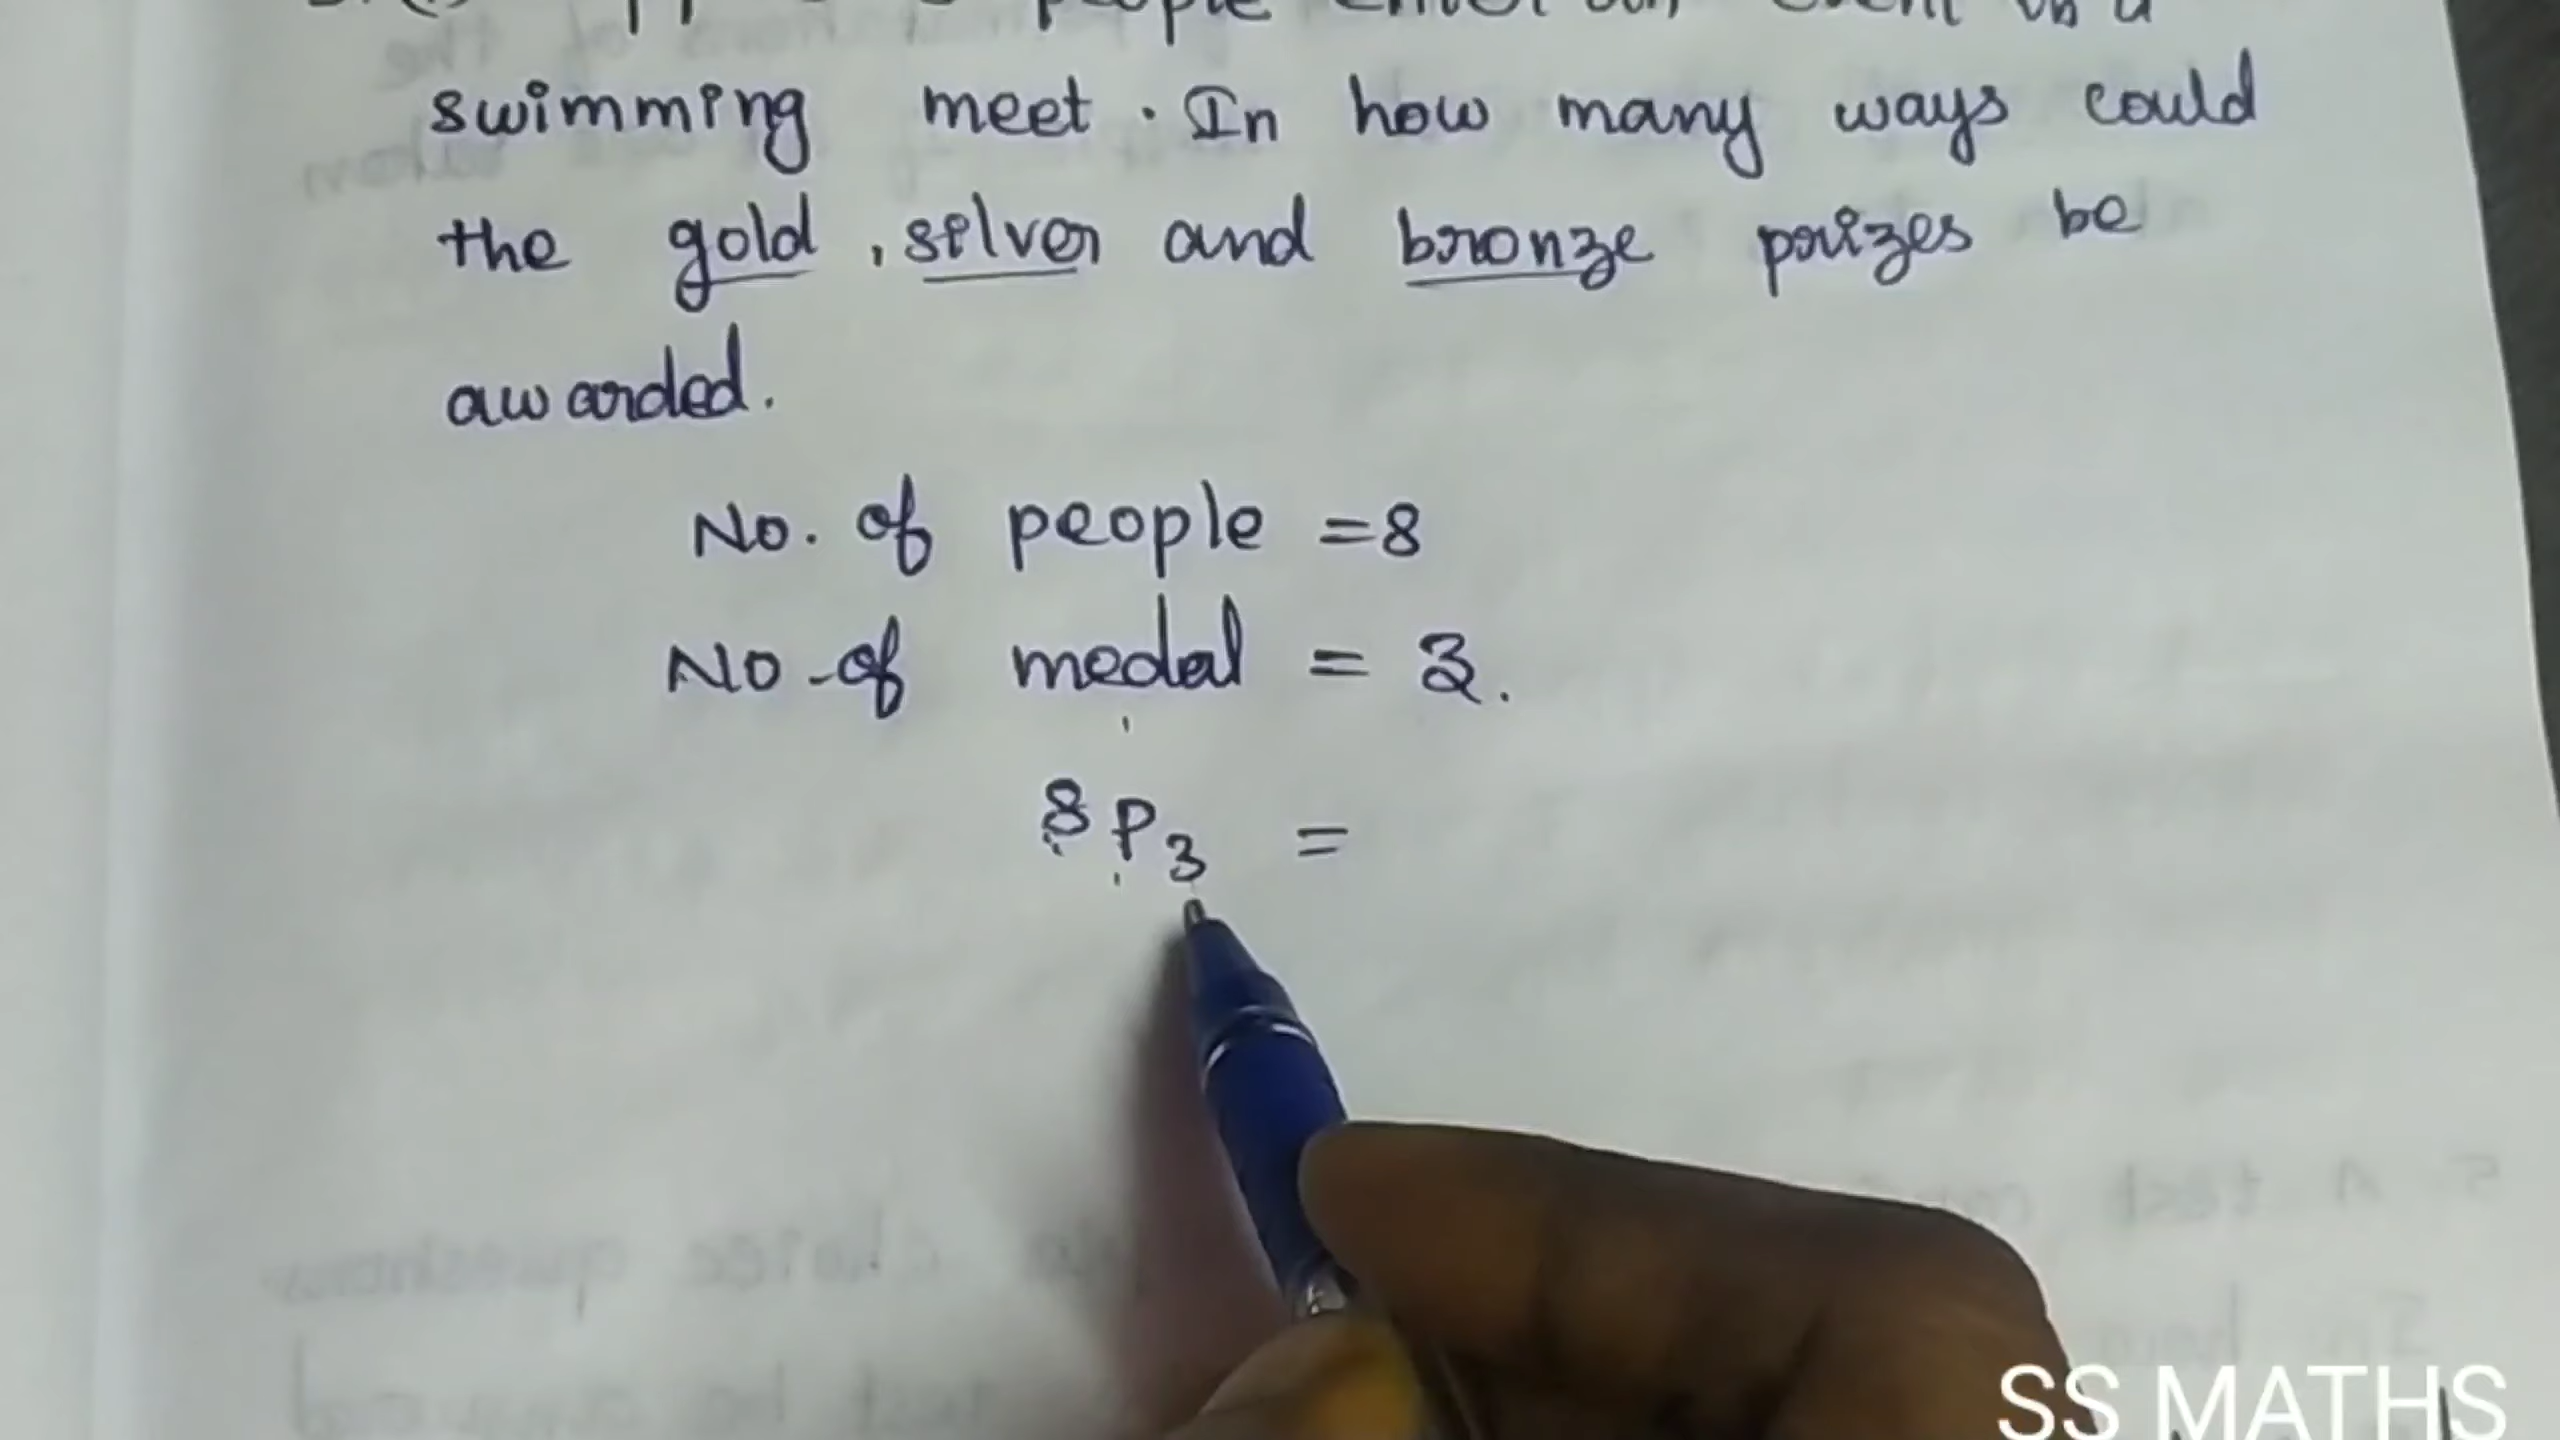 people
swimming meet. In how many ways could
the gold, silver and bronze prizes be
awarded.
No. of people = 8
No. of medal = 3.
8P3 =
SS MATHS